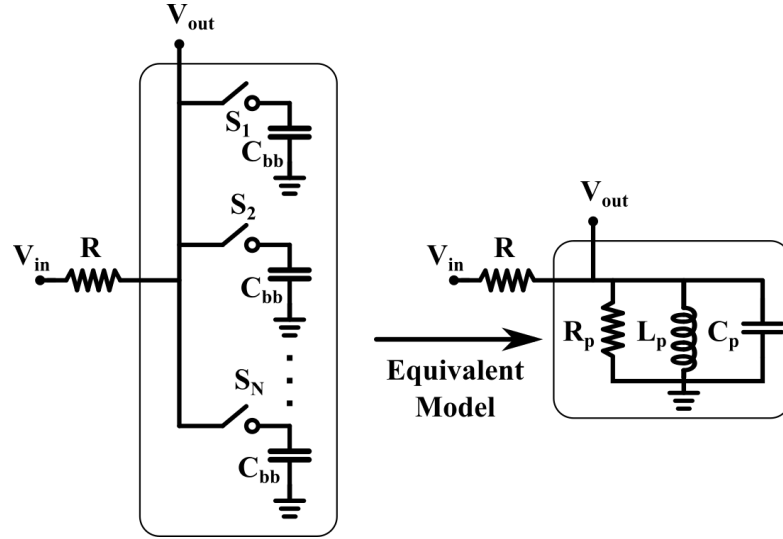 V_out
S_1
C_bb
S_2
V_in
R
C_bb
S_N
C_bb
Equivalent
Model
V_out
V_in
R
R_p
L_p
C_p